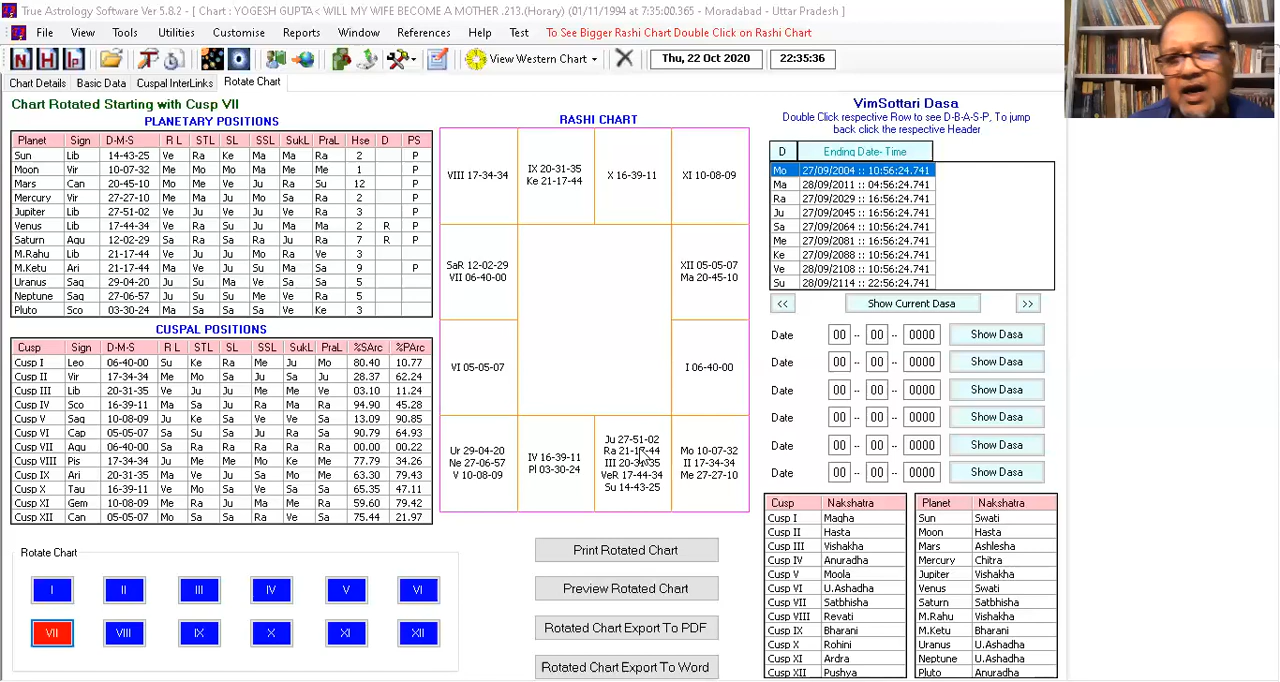 True Astrology Software Ver 5.8.2 - [ Chart : YOGESH GUPTA< WILL MY WIFE BECOME A MOTHER .213.(Horary) (01/11/1994 at 7:35:00.365 - Moradabad - Uttar Pradesh ]
File View Tools Utilities Customise Reports Window References Help Test To See Bigger Rashi Chart Double Click on Rashi Chart
N H P View Western Chart Thu, 22 Oct 2020 22:35:36
Chart Details Basic Data Cuspal InterLinks Rotate Chart
Chart Rotated Starting with Cusp VII
PLANETARY POSITIONS
Planet Sign D-M-S R L STL SL SSL SukL PraL Hse D PS
Sun Lib 14-43-25 Ve Ra Ke Ma Ma Ra 2 P
Moon Vir 10-07-32 Me Mo Mo Ma Me Ma 1 P
Mars Can 20-45-10 Mo Me Ve Ju Ra Su 12 P
Mercury Vir 27-27-10 Me Ma Ju Mo Sa Ra 2 P
Jupiter Lib 27-51-02 Ve Ju Ve Ju Ve Ra 3 P
Venus Lib 17-44-34 Ve Ra Su Ju Ma Ma 2 R P
Saturn Aqu 12-02-29 Sa Ra Sa Ra Ju Ra 7 R P
M.Rahu Lib 21-17-44 Ve Ju Ju Mo Ra Ve 3
M.Ketu Ari 21-17-44 Ma Ve Ju Su Ma Sa 9 P
Uranus Sag 29-04-20 Ju Su Ma Ve Sa Sa 5
Neptune Sag 27-06-57 Ju Su Su Me Ve Ra 5
Pluto Sco 03-30-24 Ma Sa Sa Sa Ve Ke 3
CUSPAL POSITIONS
Cusp Sign D-M-S R L STL SL SSL SukL PraL %SArc %PArc
Cusp I Leo 06-40-00 Su Ke Ra Me Ju Mo 80.40 10.77
Cusp II Vir 17-34-34 Me Mo Sa Ju Sa Ju 28.37 62.24
Cusp III Lib 20-31-35 Ve Ju Ju Me Me Ve 03.10 11.24
Cusp IV Sco 16-39-11 Ma Sa Ju Ra Ma Ra 94.90 45.28
Cusp V Sag 10-08-09 Ju Ke Sa Ve Ve Sa 13.09 90.85
Cusp VI Cap 05-05-07 Sa Su Su Ju Ra Sa 90.79 64.93
Cusp VII Aqu 06-40-00 Sa Ra Ra Ra Ra Ra 00.00 00.22
Cusp VIII Pis 17-34-34 Ju Me Me Mo Ke Me 77.79 34.26
Cusp IX Ari 20-31-35 Ma Ve Ju Sa Mo Me 63.30 79.43
Cusp X Tau 16-39-11 Ve Mo Sa Ve Sa Sa 65.35 47.11
Cusp XI Gem 10-08-09 Me Ra Ju Ma Me Ra 59.60 79.42
Cusp XII Can 05-05-07 Mo Sa Sa Ra Ve Sa 75.44 21.97
RASHI CHART
VIII 17-34-34
IX 20-31-35
Ke 21-17-44
X 16-39-11
XI 10-08-09
SaR 12-02-29
VII 06-40-00
XII 05-05-07
Ma 20-45-10
VI 05-05-07
I 06-40-00
Ur 29-04-20
Ne 27-06-57
V 10-08-09
IV 16-39-11
Pl 03-30-24
Ju 27-51-02
Ra 21-17-44
III 20-31-35
VeR 17-44-34
Su 14-43-25
Mo 10-07-32
II 17-34-34
Me 27-27-10
VimSottari Dasa
Double Click respective Row to see D-B-A-S-P, To jump
back click the respective Header
D Ending Date- Time
Mo 27/09/2004 :: 10:56:24.741
Ma 28/09/2011 :: 04:56:24.741
Ra 27/09/2029 :: 16:56:24.741
Ju 27/09/2045 :: 16:56:24.741
Sa 27/09/2064 :: 10:56:24.741
Me 27/09/2081 :: 16:56:24.741
Ke 27/09/2088 :: 10:56:24.741
Ve 28/09/2108 :: 10:56:24.741
Su 28/09/2114 :: 22:56:24.741
<< Show Current Dasa >>
Date 00 -- 00 -- 0000 Show Dasa
Date 00 -- 00 -- 0000 Show Dasa
Date 00 -- 00 -- 0000 Show Dasa
Date 00 -- 00 -- 0000 Show Dasa
Date 00 -- 00 -- 0000 Show Dasa
Date 00 -- 00 -- 0000 Show Dasa
Cusp Nakshatra
Cusp I Magha
Cusp II Hasta
Cusp III Vishakha
Cusp IV Anuradha
Cusp V Moola
Cusp VI U.Ashadha
Cusp VII Satbhisha
Cusp VIII Revati
Cusp IX Bharani
Cusp X Rohini
Cusp XI Ardra
Cusp XII Pushya
Planet Nakshatra
Sun Swati
Moon Hasta
Mars Ashlesha
Mercury Chitra
Jupiter Vishakha
Venus Swati
Saturn Satbhisha
M.Rahu Vishakha
M.Ketu Bharani
Uranus U.Ashadha
Neptune U.Ashadha
Pluto Anuradha
Rotate Chart
I II III IV V VI
VII VIII IX X XI XII
Print Rotated Chart
Preview Rotated Chart
Rotated Chart Export To PDF
Rotated Chart Export To Word